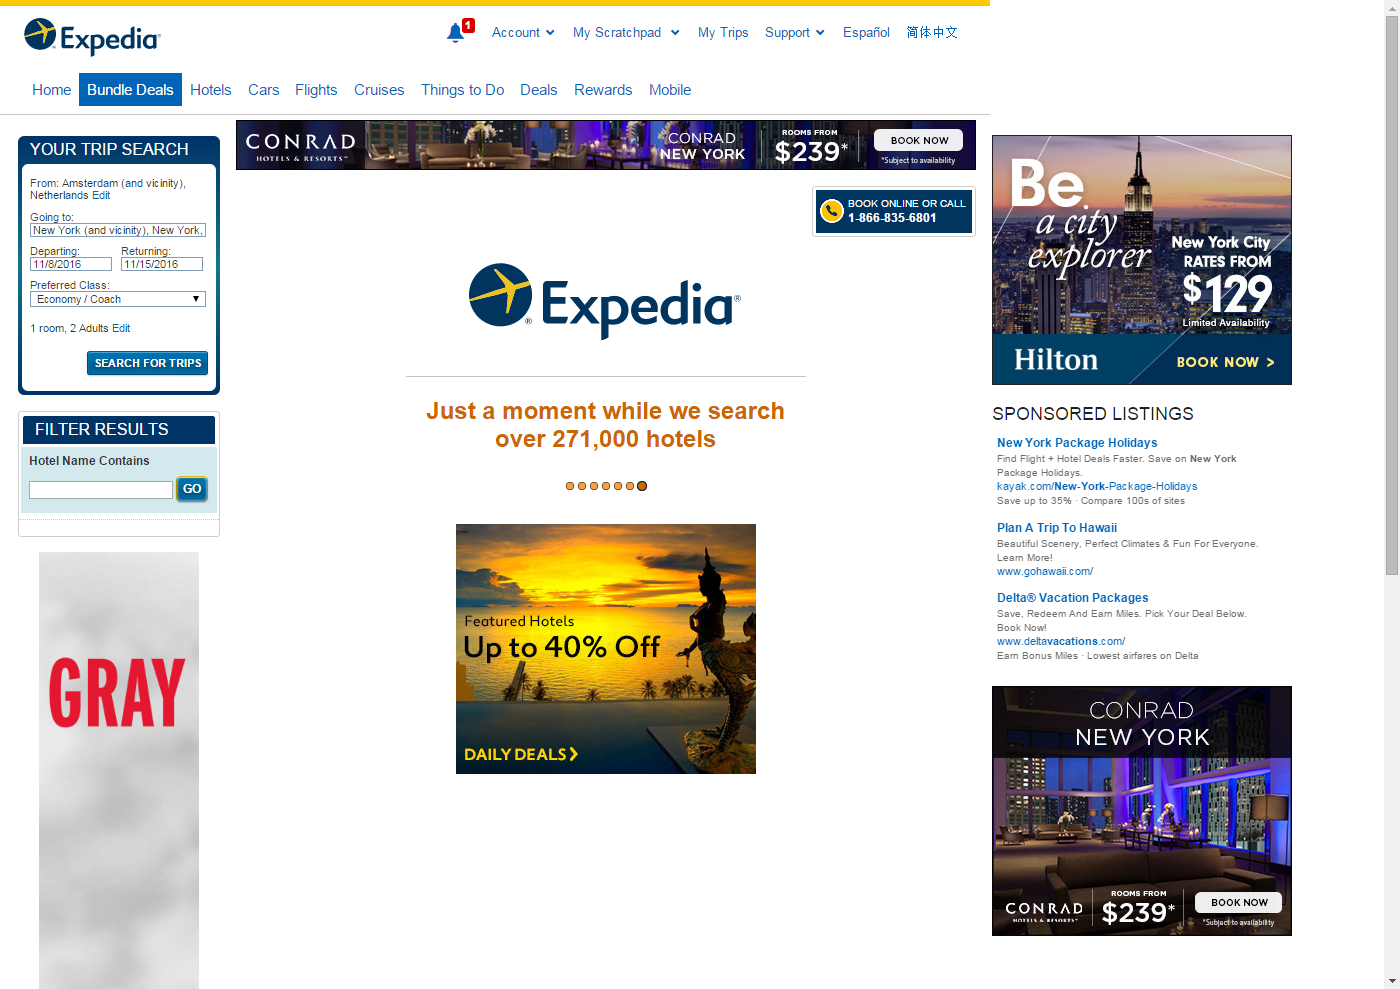 Expedia
1
Account
My Scratchpad
My Trips
Support
Español
简体中文
Home
Bundle Deals
Hotels
Cars
Flights
Cruises
Things to Do
Deals
Rewards
Mobile
YOUR TRIP SEARCH
From: Amsterdam (and vicinity),
Netherlands Edit
Going to:
New York (and vicinity), New York,
Departing: Returning:
11/8/2016 11/15/2016
Preferred Class:
Economy / Coach
1 room, 2 Adults Edit
SEARCH FOR TRIPS
FILTER RESULTS
Hotel Name Contains
GO
GRAY
CONRAD
HOTELS & RESORTS™
CONRAD
NEW YORK
ROOMS FROM
$239*
BOOK NOW
*Subject to availability
BOOK ONLINE OR CALL
1-866-835-6801
Expedia®
Just a moment while we search
over 271,000 hotels
Featured Hotels
Up to 40% Off
DAILY DEALS
Be
a city
explorer
New York City
RATES FROM
$129
Limited Availability
Hilton
BOOK NOW >
SPONSORED LISTINGS
New York Package Holidays
Find Flight + Hotel Deals Faster. Save on New York
Package Holidays.
kayak.com/New-York-Package-Holidays
Save up to 35% · Compare 100s of sites
Plan A Trip To Hawaii
Beautiful Scenery, Perfect Climates & Fun For Everyone.
Learn More!
www.gohawaii.com/
Delta® Vacation Packages
Save, Redeem And Earn Miles. Pick Your Deal Below.
Book Now!
www.deltavacations.com/
Earn Bonus Miles · Lowest airfares on Delta
CONRAD
NEW YORK
CONRAD
HOTELS & RESORTS™
ROOMS FROM
$239*
BOOK NOW
*Subject to availability